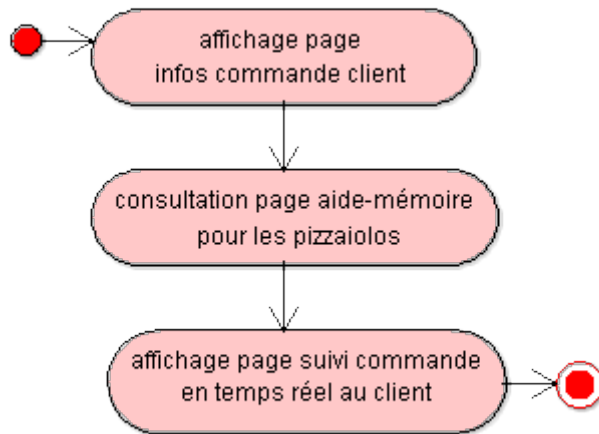 affichage page
infos commande client
consultation page aide-mémoire
pour les pizzaiolos
affichage page suivi commande
en temps réel au client